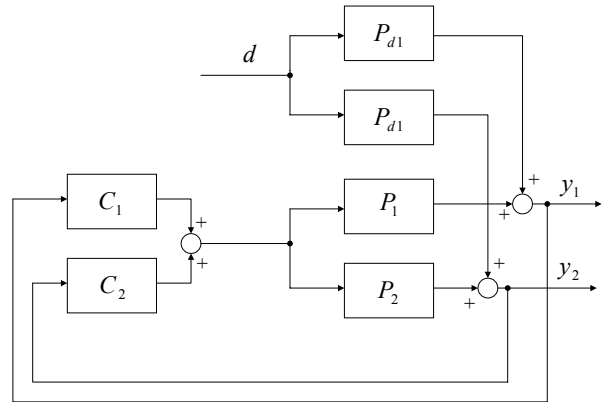 P_{d1}
d
P_{d1}
+
y_1
C_1
+
P_1
+
+
y_2
+
C_2
P_2
+